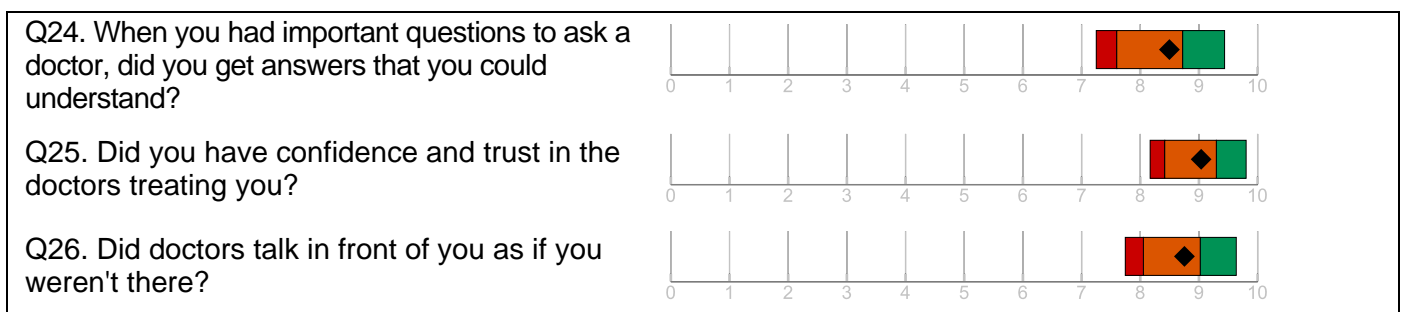 Q24. When you had important questions to ask a
doctor, did you get answers that you could
understand?
0 1 2 3 4 5 6 7 8 9 10
Q25. Did you have confidence and trust in the
doctors treating you?
0 1 2 3 4 5 6 7 8 9 10
Q26. Did doctors talk in front of you as if you
weren't there?
0 1 2 3 4 5 6 7 8 9 10